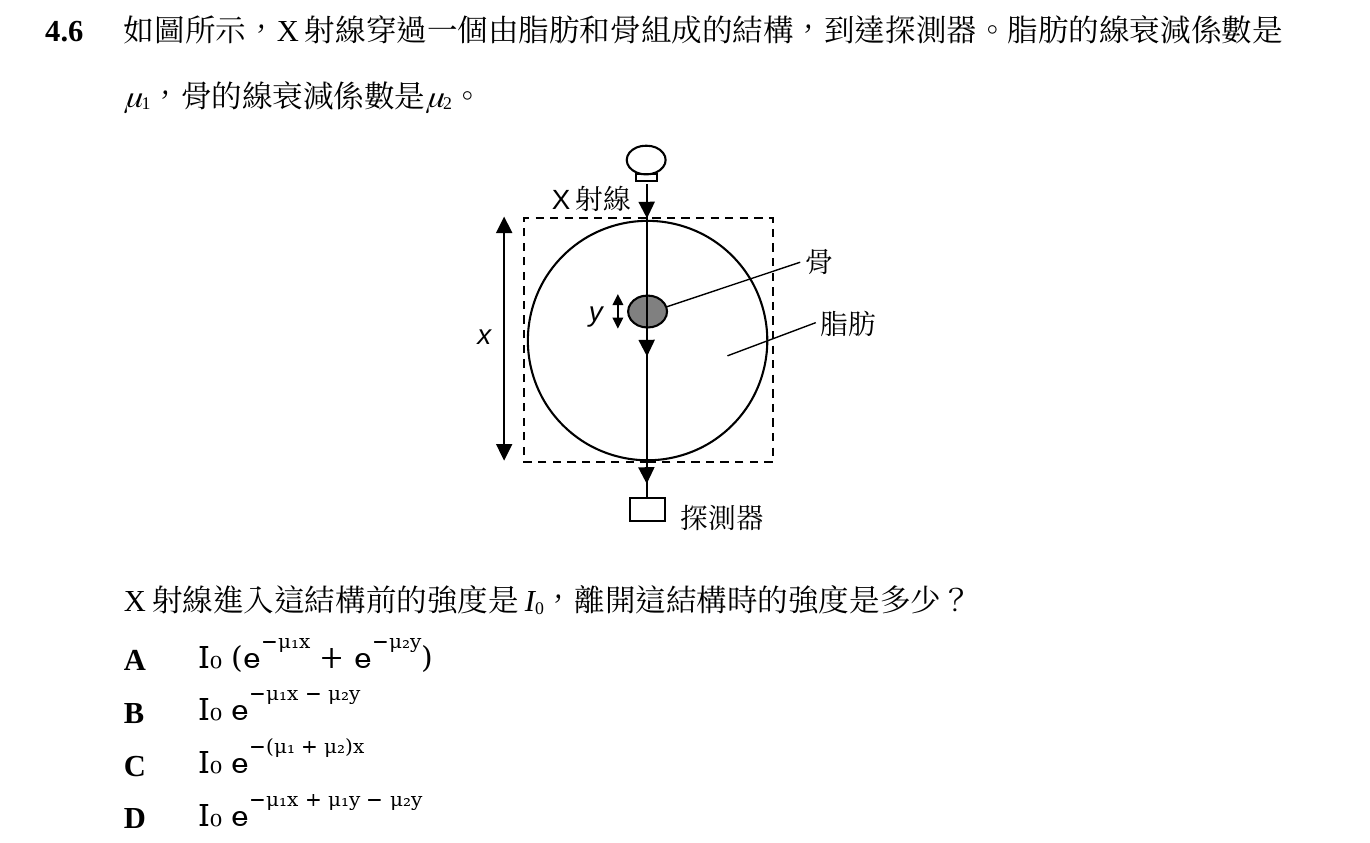 4.6 如圖所示，X 射線穿過一個由脂肪和骨組成的結構，到達探測器。脂肪的線衰減係數是
μ₁，骨的線衰減係數是μ₂。
X 射線
骨
y
脂肪
x
探測器
X 射線進入這結構前的強度是 I₀，離開這結構時的強度是多少？
A I₀ (e^−μ₁x + e^−μ₂y)
B I₀ e^−μ₁x − μ₂y
C I₀ e^−(μ₁ + μ₂)x
D I₀ e^−μ₁x + μ₁y − μ₂y